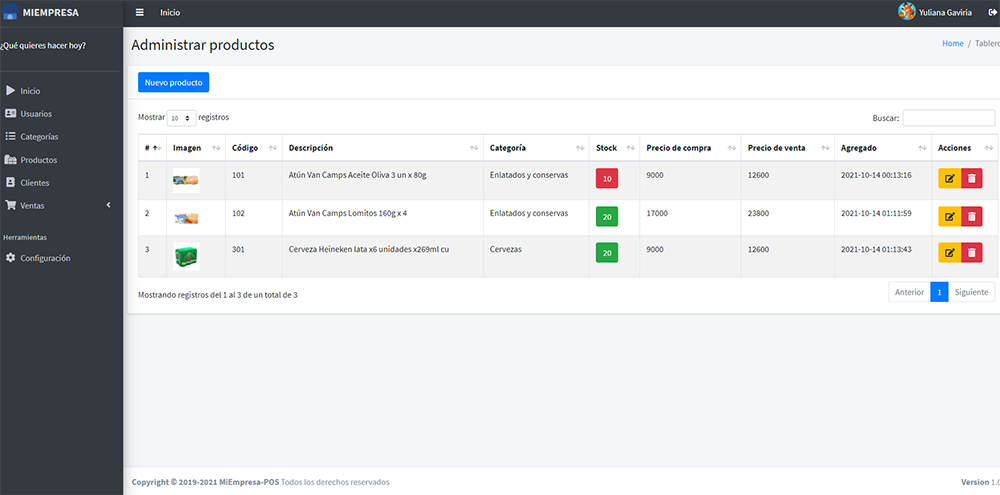 MIEMPRESA
Inicio
Yuliana Gaviria
¿Qué quieres hacer hoy?
Inicio
Usuarios
Categorías
Productos
Clientes
Ventas
Herramientas
Configuración
Administrar productos
Home / Tablero
Nuevo producto
Mostrar 10 registros
Buscar:
# Imagen Código Descripción Categoría Stock Precio de compra Precio de venta Agregado Acciones
1 101 Atún Van Camps Aceite Oliva 3 un x 80g Enlatados y conservas 10 9000 12600 2021-10-14 00:13:16
2 102 Atún Van Camps Lomitos 160g x 4 Enlatados y conservas 20 17000 23800 2021-10-14 01:11:59
3 301 Cerveza Heineken lata x6 unidades x269ml cu Cervezas 20 9000 12600 2021-10-14 01:13:43
Mostrando registros del 1 al 3 de un total de 3
Anterior 1 Siguiente
Copyright © 2019-2021 MiEmpresa-POS Todos los derechos reservados
Version 1.0